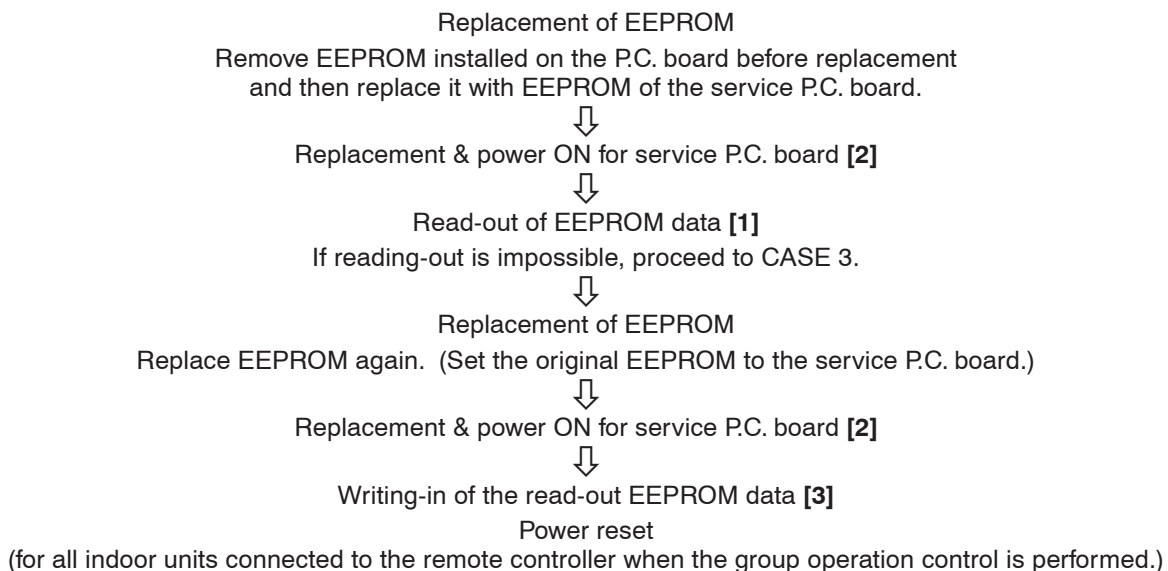 Replacement of EEPROM
Remove EEPROM installed on the P.C. board before replacement
and then replace it with EEPROM of the service P.C. board.
Replacement & power ON for service P.C. board [2]
Read-out of EEPROM data [1]
If reading-out is impossible, proceed to CASE 3.
Replacement of EEPROM
Replace EEPROM again. (Set the original EEPROM to the service P.C. board.)
Replacement & power ON for service P.C. board [2]
Writing-in of the read-out EEPROM data [3]
Power reset
(for all indoor units connected to the remote controller when the group operation control is performed.)